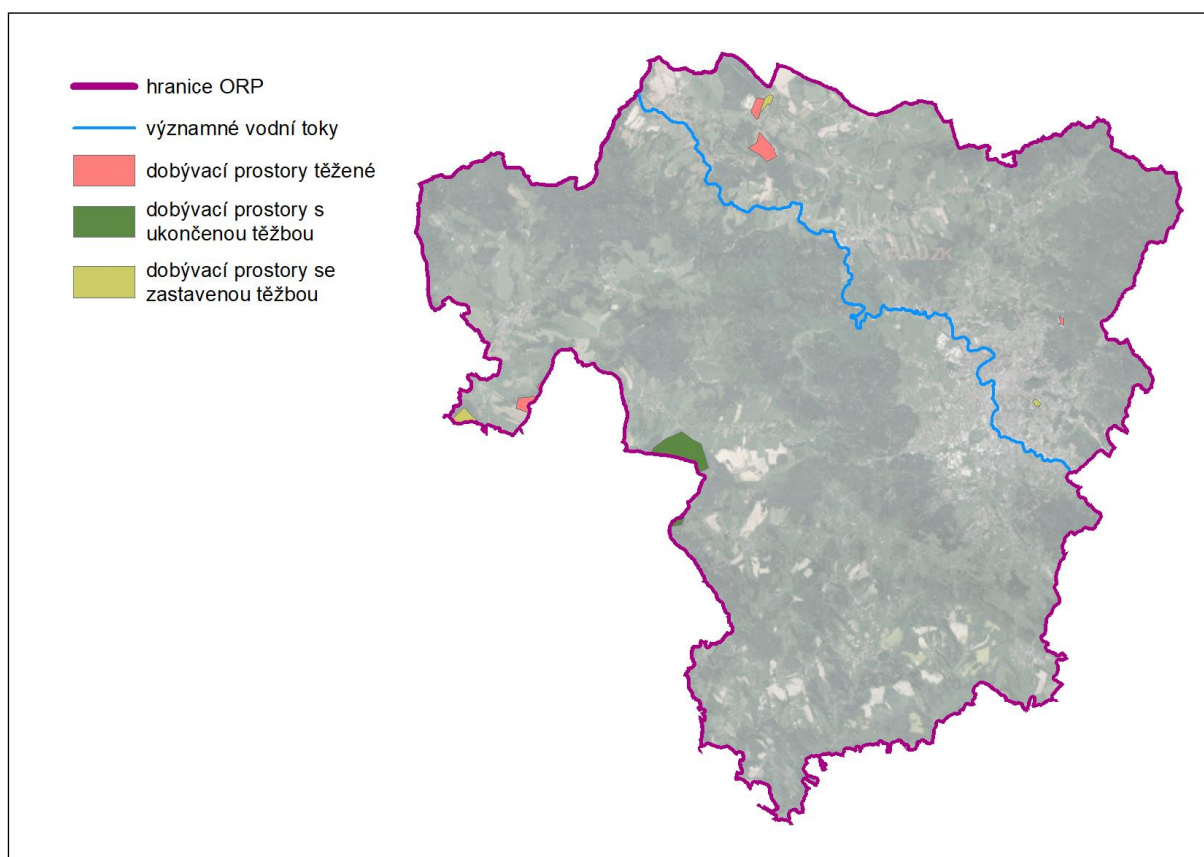 hranice ORP
významné vodní toky
dobývací prostory těžené
dobývací prostory s
ukončenou těžbou
dobývací prostory se
zastavenou těžbou